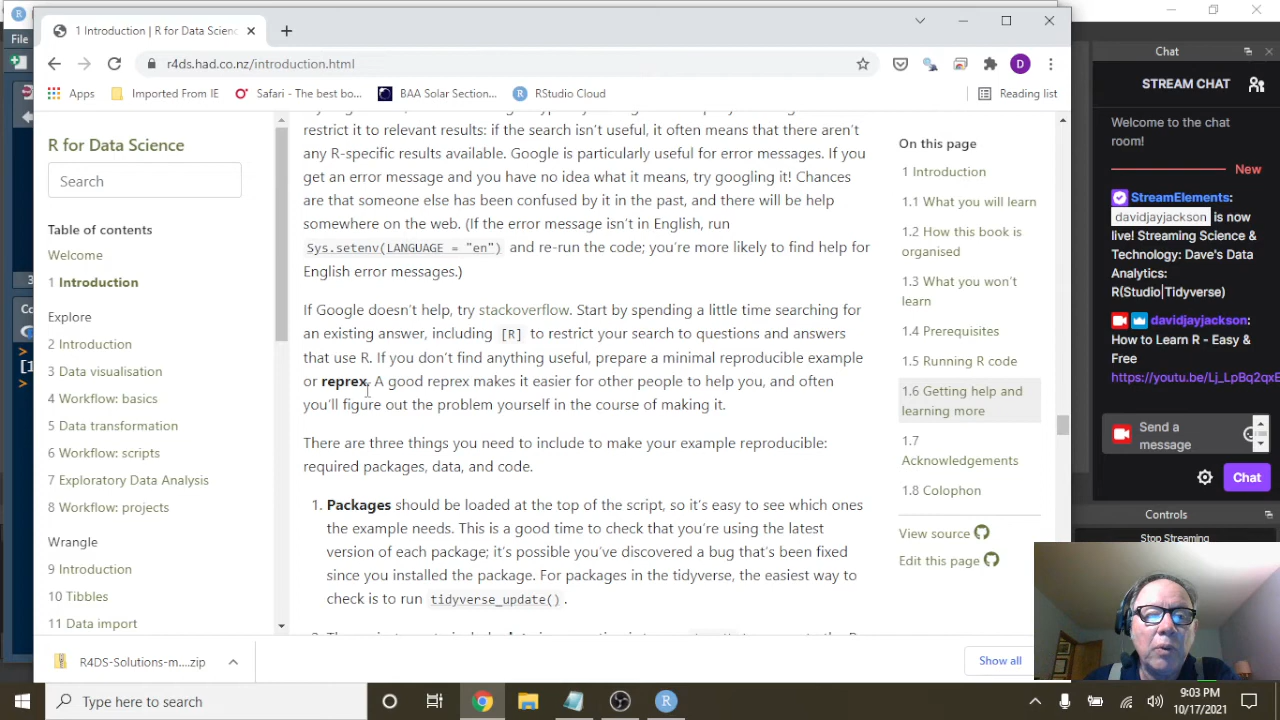 1 Introduction | R for Data Scienc
File
r4ds.had.co.nz/introduction.html
D
Apps
Imported From IE
Safari - The best bo...
BAA Solar Section...
RStudio Cloud
Reading list
R for Data Science
Search
Table of contents
Welcome
1 Introduction
Explore
2 Introduction
3 Data visualisation
4 Workflow: basics
5 Data transformation
6 Workflow: scripts
7 Exploratory Data Analysis
8 Workflow: projects
Wrangle
9 Introduction
10 Tibbles
11 Data import
restrict it to relevant results: if the search isn't useful, it often means that there aren't
any R-specific results available. Google is particularly useful for error messages. If you
get an error message and you have no idea what it means, try googling it! Chances
are that someone else has been confused by it in the past, and there will be help
somewhere on the web. (If the error message isn't in English, run
Sys.setenv(LANGUAGE = "en") and re-run the code; you're more likely to find help for
English error messages.)
If Google doesn't help, try stackoverflow. Start by spending a little time searching for
an existing answer, including [R] to restrict your search to questions and answers
that use R. If you don't find anything useful, prepare a minimal reproducible example
or reprex. A good reprex makes it easier for other people to help you, and often
you'll figure out the problem yourself in the course of making it.
There are three things you need to include to make your example reproducible:
required packages, data, and code.
1. Packages should be loaded at the top of the script, so it's easy to see which ones
the example needs. This is a good time to check that you're using the latest
version of each package; it's possible you've discovered a bug that's been fixed
since you installed the package. For packages in the tidyverse, the easiest way to
check is to run tidyverse_update() .
On this page
1 Introduction
1.1 What you will learn
1.2 How this book is
organised
1.3 What you won't
learn
1.4 Prerequisites
1.5 Running R code
1.6 Getting help and
learning more
1.7
Acknowledgements
1.8 Colophon
View source
Edit this page
Chat
STREAM CHAT
Welcome to the chat
room!
New
StreamElements:
davidjayjackson is now
live! Streaming Science &
Technology: Dave's Data
Analytics:
R(Studio|Tidyverse)
davidjayjackson:
How to Learn R - Easy &
Free
https://youtu.be/Lj_LpBq2qxE
Send a
message
Chat
Controls
Stop Streaming
R4DS-Solutions-m....zip
Show all
Type here to search
9:03 PM
10/17/2021